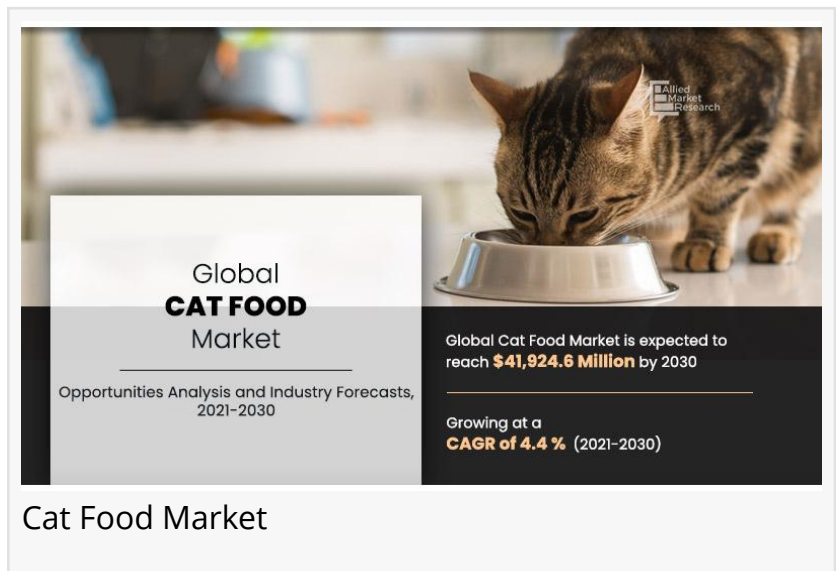 Allied
Market
Research
Global
CAT FOOD
Market
Opportunities Analysis and Industry Forecasts,
2021-2030
Global Cat Food Market is expected to
reach $41,924.6 Million by 2030
Growing at a
CAGR of 4.4 % (2021-2030)
Cat Food Market